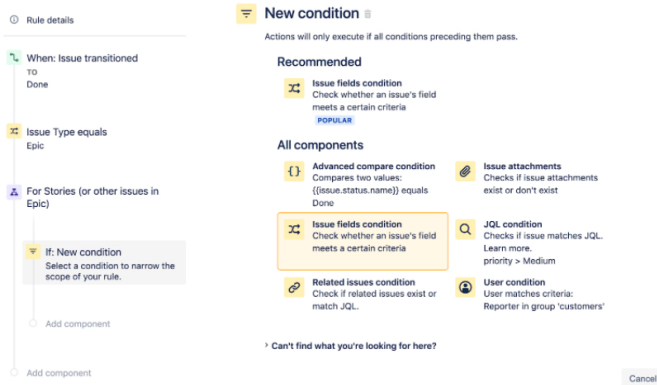 Rule details
When: Issue transitioned
TO
Done
Issue Type equals
Epic
For Stories (or other issues in
Epic)
If: New condition
Select a condition to narrow the
scope of your rule.
Add component
Add component
New condition
Actions will only execute if all conditions preceding them pass.
Recommended
Issue fields condition
Check whether an issue's field
meets a certain criteria
POPULAR
All components
{}
Advanced compare condition
Compares two values:
{{issue.status.name}} equals
Done
Issue attachments
Checks if issue attachments
exist or don't exist
Issue fields condition
Check whether an issue's field
meets a certain criteria
JQL condition
Checks if issue matches JQL.
Learn more.
priority > Medium
Related issues condition
Check if related issues exist or
match JQL.
User condition
User matches criteria:
Reporter in group 'customers'
Can't find what you're looking for here?
Cancel